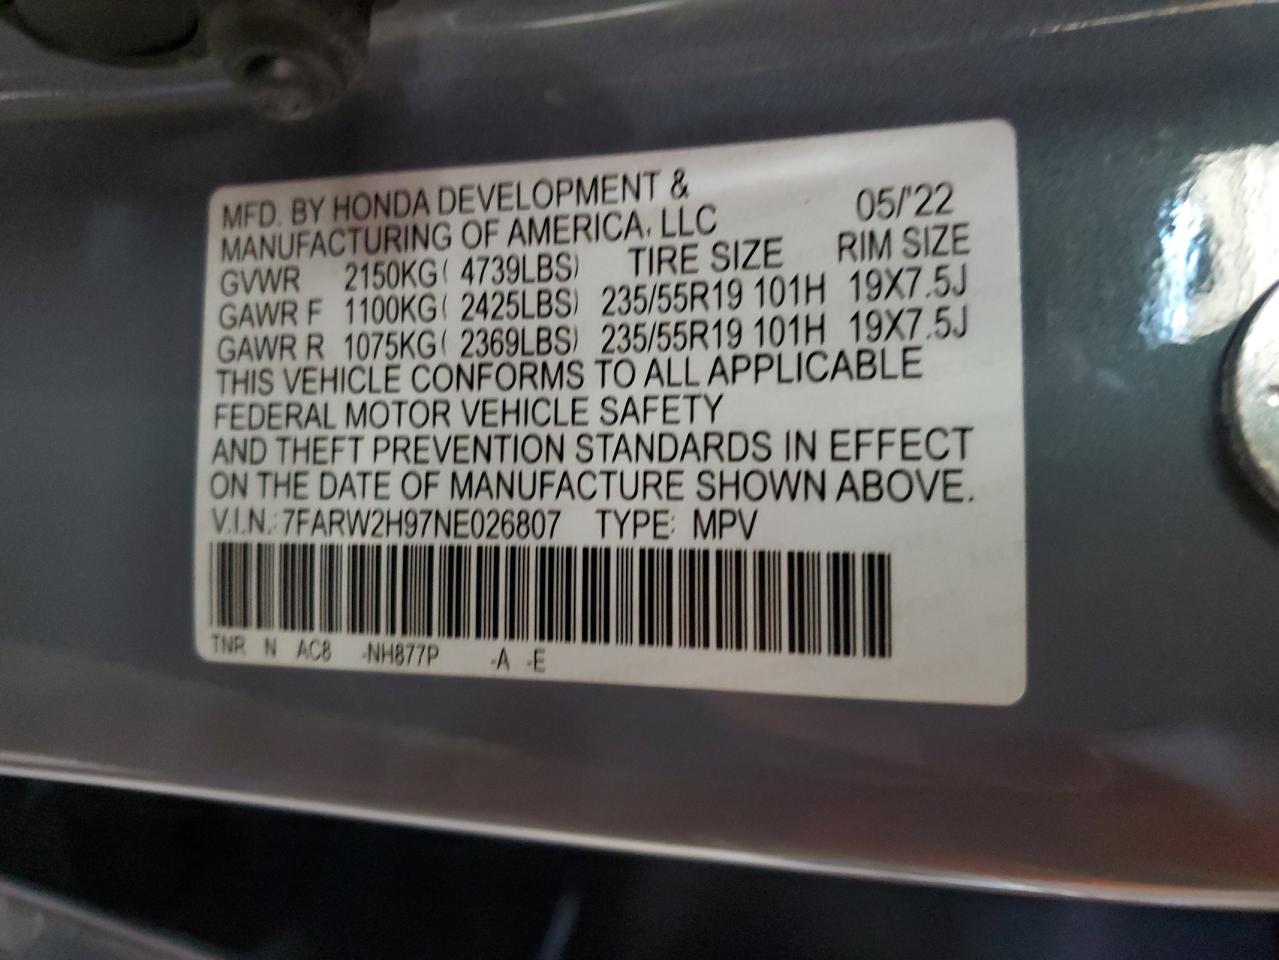 MFD. BY HONDA DEVELOPMENT & 05/'22
MANUFACTURING OF AMERICA, LLC
GVWR 2150KG( 4739LBS) TIRE SIZE RIM SIZE
GAWR F 1100KG( 2425LBS) 235/55R19 101H 19X7.5J
GAWR R 1075KG( 2369LBS) 235/55R19 101H 19X7.5J
THIS VEHICLE CONFORMS TO ALL APPLICABLE
FEDERAL MOTOR VEHICLE SAFETY
AND THEFT PREVENTION STANDARDS IN EFFECT
ON THE DATE OF MANUFACTURE SHOWN ABOVE.
V.I.N.: 7FARW2H97NE026807 TYPE: MPV
TNR N AC8 -NH877P -A -E